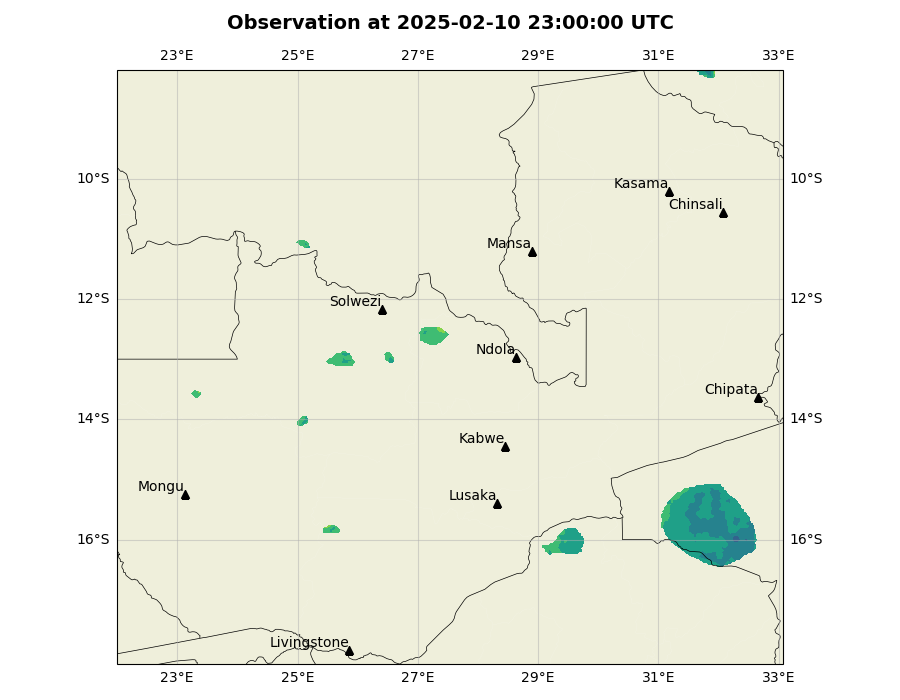 Observation at 2025-02-10 23:00:00 UTC
23°E 25°E 27°E 29°E 31°E 33°E
10°S 10°S
Kasama
Chinsali
Mansa
12°S 12°S
Solwezi
Ndola
Chipata
14°S 14°S
Kabwe
Mongu
Lusaka
16°S 16°S
Livingstone
23°E 25°E 27°E 29°E 31°E 33°E